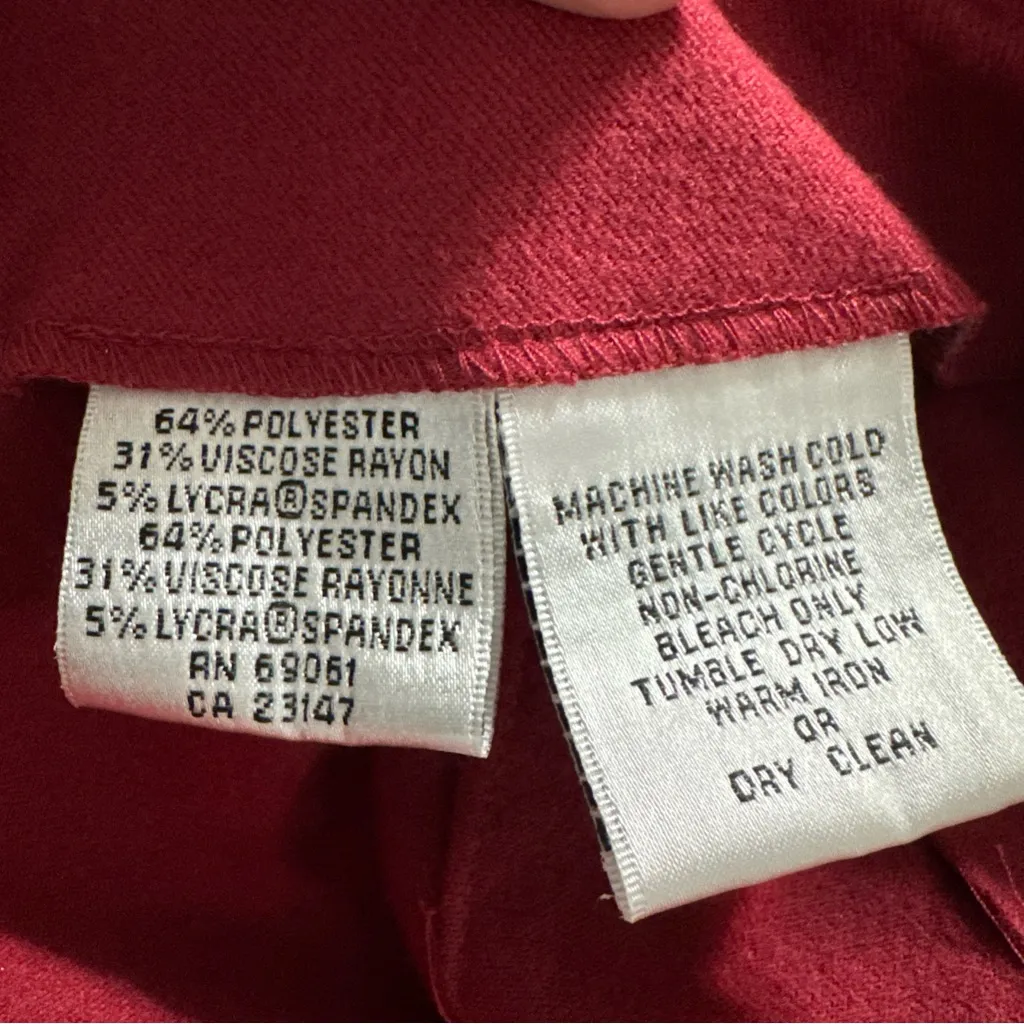 64% POLYESTER
31% VISCOSE RAYON
5% LYCRA® SPANDEX
64% POLYESTER
31% VISCOSE RAYONNE
5% LYCRA® SPANDEX
RN 69061
CA 23147
MACHINE WASH COLD
WITH LIKE COLORS
GENTLE CYCLE
NON-CHLORINE
BLEACH ONLY
TUMBLE DRY LOW
WARM IRON
OR
DRY CLEAN